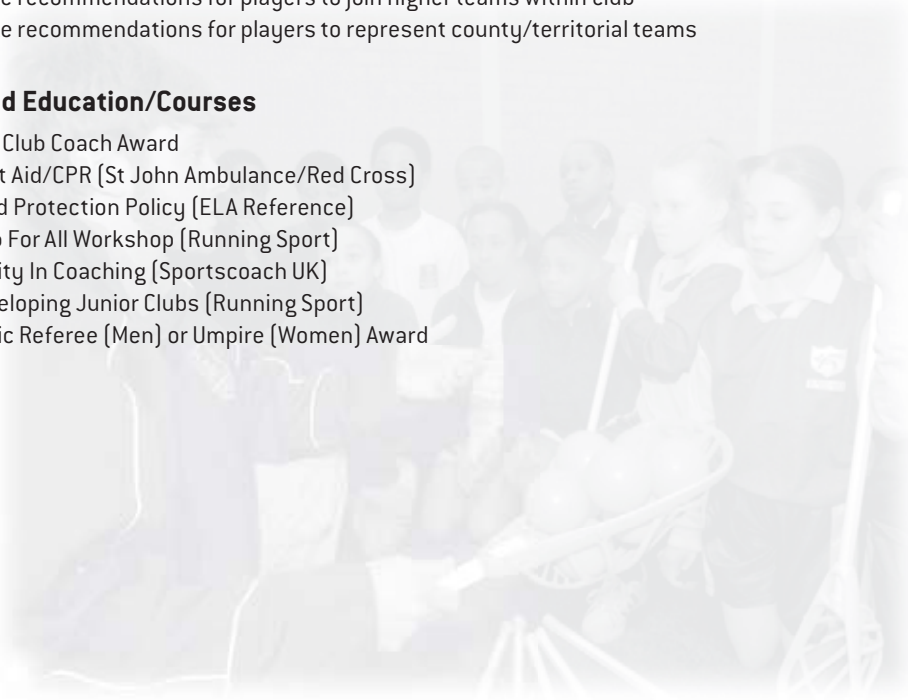 e recommendations for players to join higher teams within club
e recommendations for players to represent county/territorial teams
d Education/Courses
Club Coach Award
t Aid/CPR (St John Ambulance/Red Cross)
d Protection Policy (ELA Reference)
For All Workshop (Running Sport)
ity In Coaching (Sportscoach UK)
eloping Junior Clubs (Running Sport)
ic Referee (Men) or Umpire (Women) Award